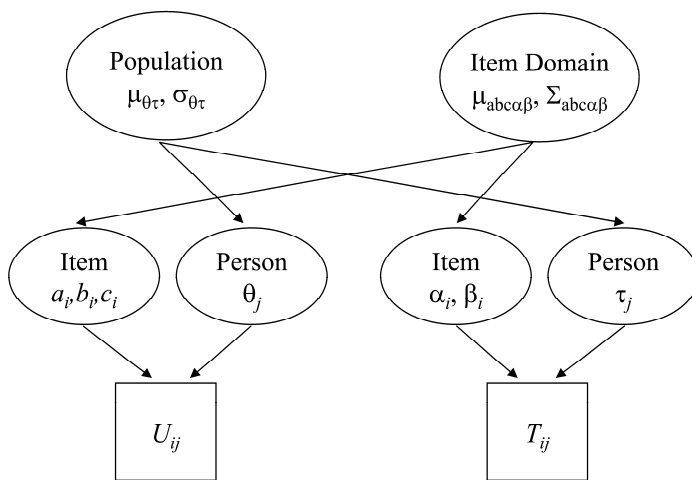 Population
μθτ, σθτ
Item Domain
μabcαβ, Σabcαβ
Item
ai,bi,ci
Person
θj
Item
αi, βi
Person
τj
Uij
Tij